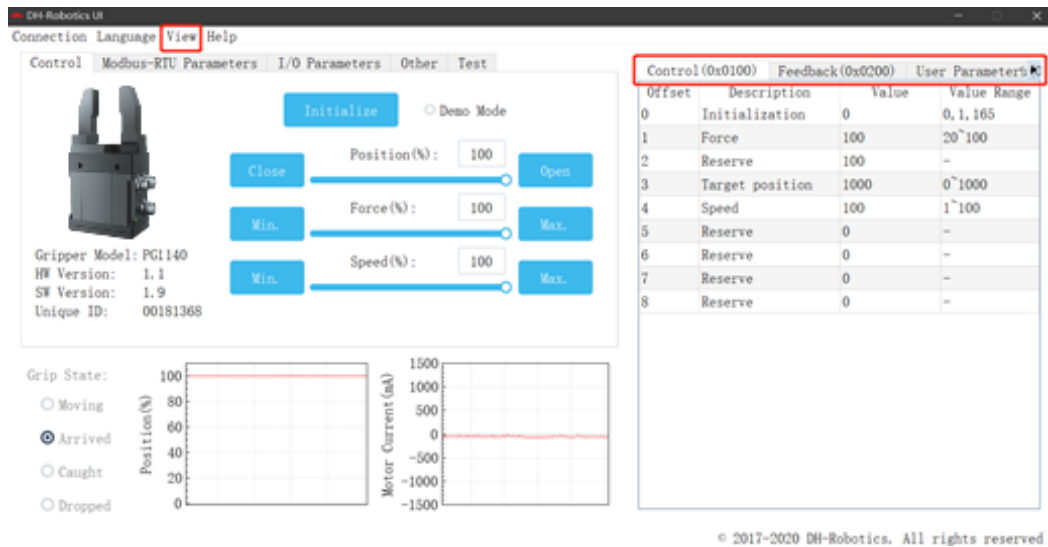 DH-Robotics UI
Connection Language View Help
Control Modbus-RTU Parameters I/O Parameters Other Test
Initialize Demo Mode
Position(%): 100
Close Open
Force(%): 100
Min. Max.
Speed(%): 100
Min. Max.
Gripper Model: PG1140
HW Version: 1.1
SW Version: 1.9
Unique ID: 00181368
Grip State:
Moving
Arrived
Caught
Dropped
Position(%)
100
80
60
40
20
0
Motor Current(mA)
1500
1000
500
0
-500
-1000
-1500
Control(0x0100) Feedback(0x0200) User Parameters
Offset Description Value Value Range
0 Initialization 0 0,1,165
1 Force 100 20~100
2 Reserve 100 -
3 Target position 1000 0~1000
4 Speed 100 1~100
5 Reserve 0 -
6 Reserve 0 -
7 Reserve 0 -
8 Reserve 0 -
© 2017-2020 DH-Robotics. All rights reserved